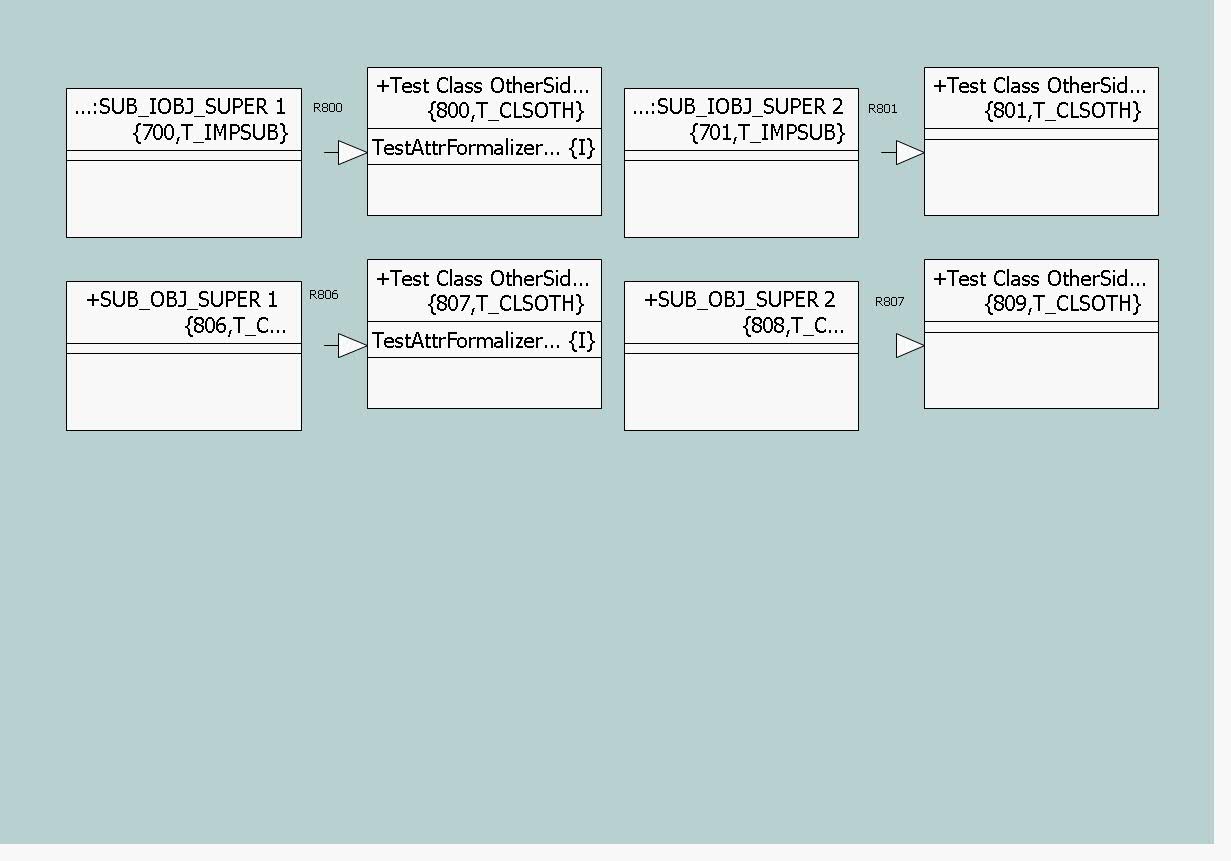 ...:SUB_IOBJ_SUPER 1
{700,T_IMPSUB}
R800
+Test Class OtherSid...
{800,T_CLSOTH}
TestAttrFormalizer... {I}
...:SUB_IOBJ_SUPER 2
{701,T_IMPSUB}
R801
+Test Class OtherSid...
{801,T_CLSOTH}
+SUB_OBJ_SUPER 1
{806,T_C...
R806
+Test Class OtherSid...
{807,T_CLSOTH}
TestAttrFormalizer... {I}
+SUB_OBJ_SUPER 2
{808,T_C...
R807
+Test Class OtherSid...
{809,T_CLSOTH}